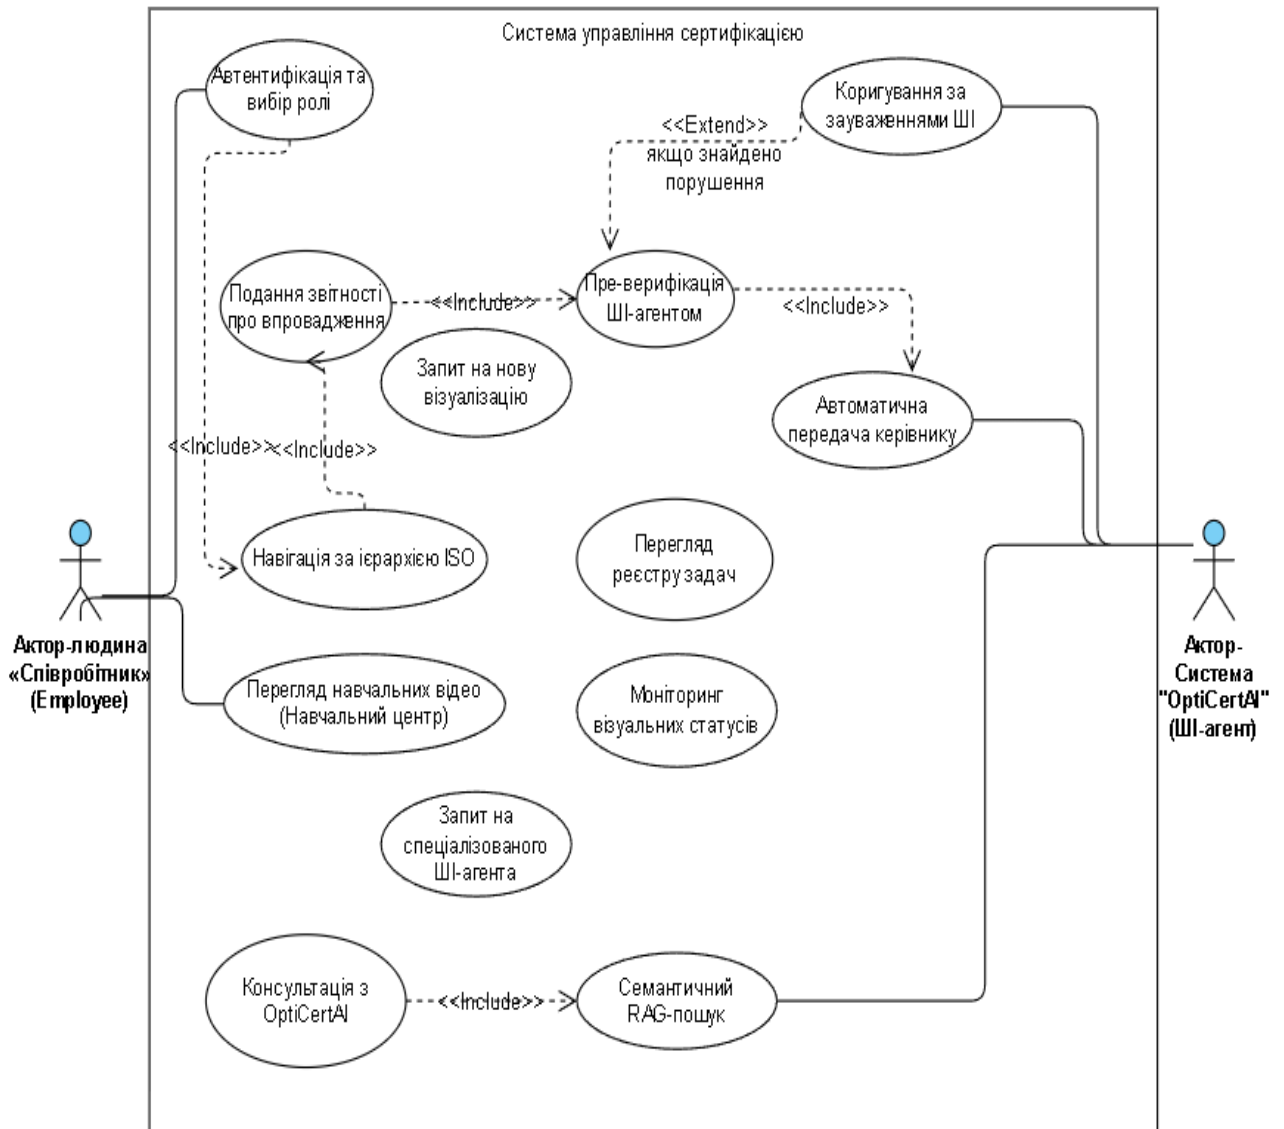 Система управління сертифікацією
Автентифікація та
вибір ролі
Коригування за
зауваженнями ШІ
<<Extend>>
якщо знайдено
порушення
Подання звітності
про впровадження
<<Include>>
Пре-верифікація
ШІ-агентом
<<Include>>
Запит на нову
візуалізацію
Автоматична
передача керівнику
<<Include>>
<<Include>>
Навігація за ієрархією ISO
Перегляд
реєстру задач
Актор-людина
«Співробітник»
(Employee)
Актор-
Система
"OptiCertAI"
(ШІ-агент)
Перегляд навчальних відео
(Навчальний центр)
Моніторинг
візуальних статусів
Запит на
спеціалізованого
ШІ-агента
Консультація з
OptiCertAI
<<Include>>
Семантичний
RAG-пошук